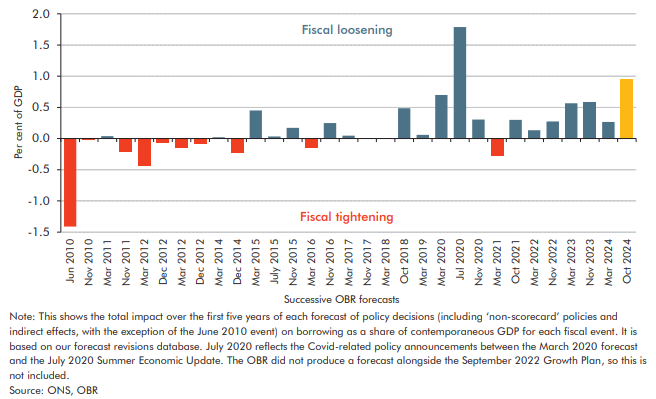 2.0
1.5
1.0
0.5
0.0
-0.5
-1.0
-1.5
Per cent of GDP
Fiscal loosening
Fiscal tightening
Jun 2010
Nov 2010
Mar 2011
Nov 2011
Mar 2012
Dec 2012
Mar 2012
Dec 2012
Mar 2014
Dec 2014
Mar 2015
July 2015
Nov 2015
Mar 2016
Nov 2016
Mar 2017
Nov 2017
Mar 2018
Oct 2018
Mar 2019
Mar 2020
Jul 2020
Nov 2020
Mar 2021
Oct 2021
Mar 2022
Nov 2022
Mar 2023
Nov 2023
Mar 2024
Oct 2024
Successive OBR forecasts
Note: This shows the total impact over the first five years of each forecast of policy decisions (including ‘non-scorecard’ policies and
indirect effects, with the exception of the June 2010 event) on borrowing as a share of contemporaneous GDP for each fiscal event. It is
based on our forecast revisions database. July 2020 reflects the Covid-related policy announcements between the March 2020 forecast
and the July 2020 Summer Economic Update. The OBR did not produce a forecast alongside the September 2022 Growth Plan, so this is
not included.
Source: ONS, OBR